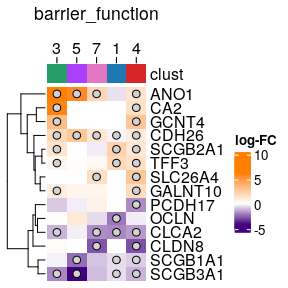 barrier_function
3 5 7 1 4
clust
ANO1
CA2
GCNT4
CDH26
SCGB2A1
TFF3
SLC26A4
GALNT10
PCDH17
OCLN
CLCA2
CLDN8
SCGB1A1
SCGB3A1
log-FC
10
5
0
-5